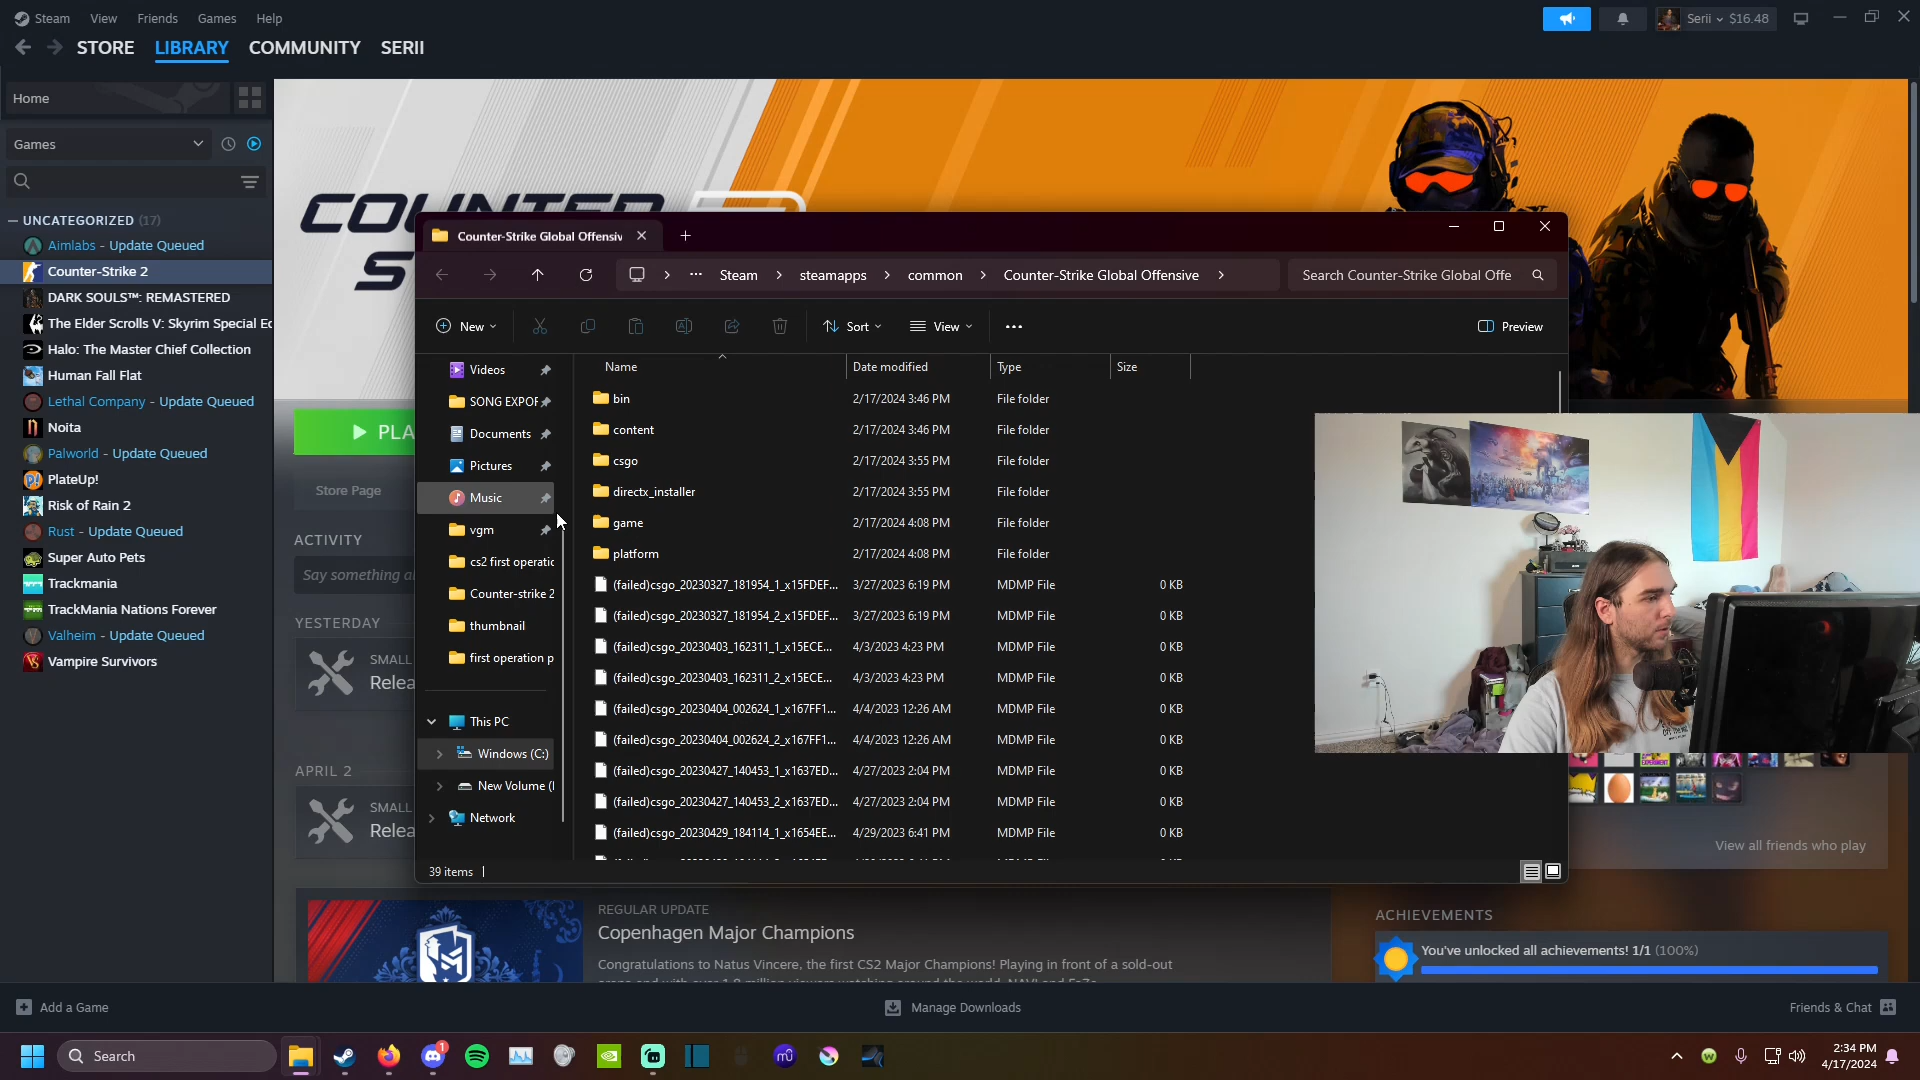 Steam View Friends Games Help
Serii $16.48
STORE LIBRARY COMMUNITY SERII
Home
Games
UNCATEGORIZED (17)
Aimlabs - Update Queued
Counter-Strike 2
DARK SOULS™: REMASTERED
The Elder Scrolls V: Skyrim Special Ec
Halo: The Master Chief Collection
Human Fall Flat
Lethal Company - Update Queued
Noita
Palworld - Update Queued
PlateUp!
Risk of Rain 2
Rust - Update Queued
Super Auto Pets
Trackmania
TrackMania Nations Forever
Valheim - Update Queued
Vampire Survivors
COUNTER
S
PLA
Store Page
ACTIVITY
Say something a
YESTERDAY
SMALL
Relea
APRIL 2
SMALL
Relea
Counter-Strike Global Offensiv
Steam steamapps common Counter-Strike Global Offensive
Search Counter-Strike Global Offe
New Sort View ··· Preview
Videos
SONG EXPOR
Documents
Pictures
Music
vgm
cs2 first operatic
Counter-strike 2
thumbnail
first operation p
This PC
Windows (C:)
New Volume (
Network
Name Date modified Type Size
bin 2/17/2024 3:46 PM File folder
content 2/17/2024 3:46 PM File folder
csgo 2/17/2024 3:55 PM File folder
directx_installer 2/17/2024 3:55 PM File folder
game 2/17/2024 4:08 PM File folder
platform 2/17/2024 4:08 PM File folder
(failed)csgo_20230327_181954_1_x15FDEF... 3/27/2023 6:19 PM MDMP File 0 KB
(failed)csgo_20230327_181954_2_x15FDEF... 3/27/2023 6:19 PM MDMP File 0 KB
(failed)csgo_20230403_162311_1_x15ECE... 4/3/2023 4:23 PM MDMP File 0 KB
(failed)csgo_20230403_162311_2_x15ECE... 4/3/2023 4:23 PM MDMP File 0 KB
(failed)csgo_20230404_002624_1_x167FF1... 4/4/2023 12:26 AM MDMP File 0 KB
(failed)csgo_20230404_002624_2_x167FF1... 4/4/2023 12:26 AM MDMP File 0 KB
(failed)csgo_20230427_140453_1_x1637ED... 4/27/2023 2:04 PM MDMP File 0 KB
(failed)csgo_20230427_140453_2_x1637ED... 4/27/2023 2:04 PM MDMP File 0 KB
(failed)csgo_20230429_184114_1_x1654EE... 4/29/2023 6:41 PM MDMP File 0 KB
39 items
View all friends who play
REGULAR UPDATE
Copenhagen Major Champions
Congratulations to Natus Vincere, the first CS2 Major Champions! Playing in front of a sold-out
ACHIEVEMENTS
You've unlocked all achievements! 1/1 (100%)
Add a Game
Manage Downloads
Friends & Chat
Search
1
2:34 PM
4/17/2024